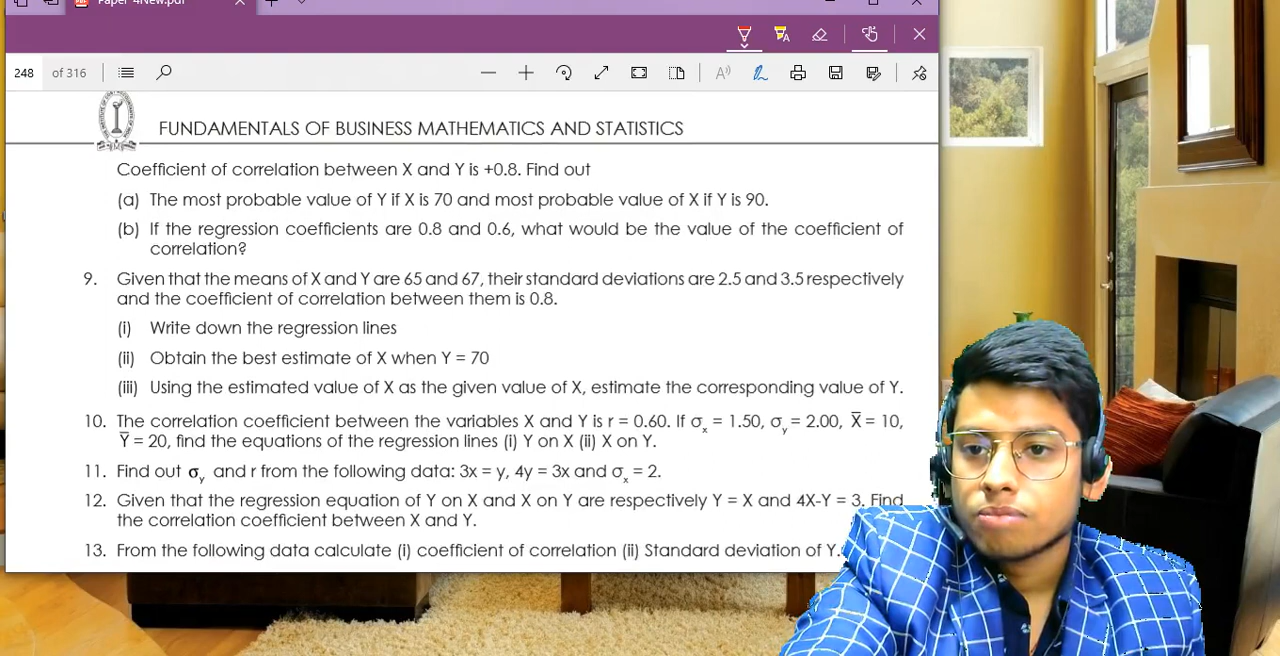 Paper 4New.pdf
248 of 316
FUNDAMENTALS OF BUSINESS MATHEMATICS AND STATISTICS
Coefficient of correlation between X and Y is +0.8. Find out
(a) The most probable value of Y if X is 70 and most probable value of X if Y is 90.
(b) If the regression coefficients are 0.8 and 0.6, what would be the value of the coefficient of
correlation?
9. Given that the means of X and Y are 65 and 67, their standard deviations are 2.5 and 3.5 respectively
and the coefficient of correlation between them is 0.8.
(i) Write down the regression lines
(ii) Obtain the best estimate of X when Y = 70
(iii) Using the estimated value of X as the given value of X, estimate the corresponding value of Y.
10. The correlation coefficient between the variables X and Y is r = 0.60. If σₓ = 1.50, σᵧ = 2.00, X̅ = 10,
Y̅ = 20, find the equations of the regression lines (i) Y on X (ii) X on Y.
11. Find out σᵧ and r from the following data: 3x = y, 4y = 3x and σₓ = 2.
12. Given that the regression equation of Y on X and X on Y are respectively Y = X and 4X-Y = 3. Find
the correlation coefficient between X and Y.
13. From the following data calculate (i) coefficient of correlation (ii) Standard deviation of Y.